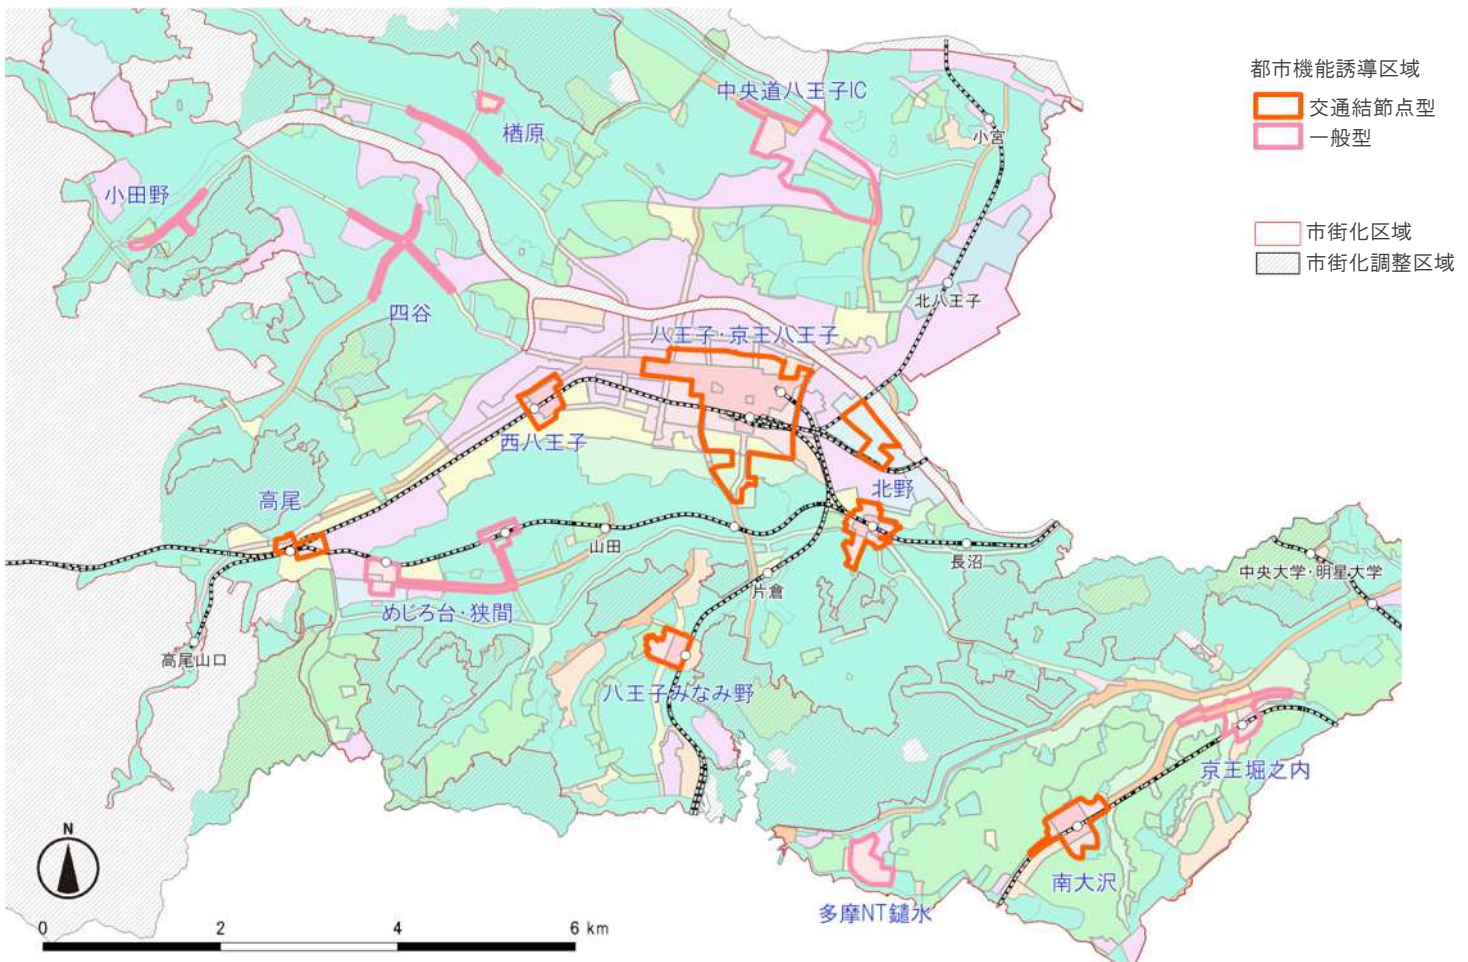 都市機能誘導区域
交通結節点型
一般型
市街化区域
市街化調整区域
中央道八王子IC
楢原
小宮
小田野
四谷
北八王子
八王子・京王八王子
西八王子
北野
高尾
山田
長沼
中央大学・明星大学
片倉
めじろ台・狭間
高尾山口
八王子みなみ野
京王堀之内
南大沢
多摩NT鑓水
N
0 2 4 6 km